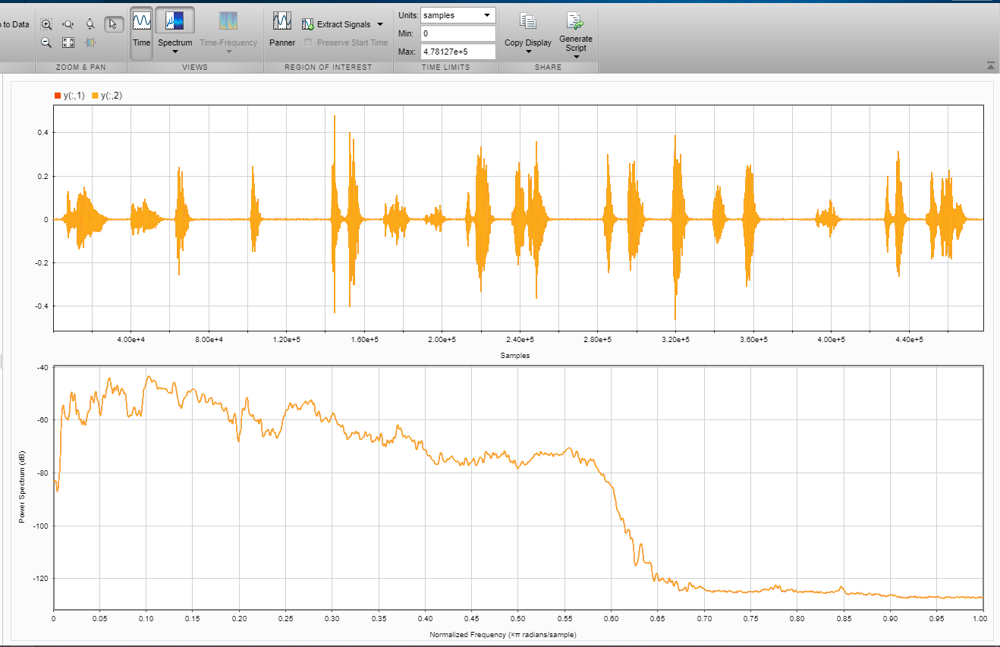 to Data
Time
Spectrum
Time-Frequency
Panner
Extract Signals
Preserve Start Time
Units: samples
Min: 0
Max: 4.78127e+5
Copy Display
Generate
Script
ZOOM & PAN
VIEWS
REGION OF INTEREST
TIME LIMITS
SHARE
y(:,1) y(:,2)
0.4
0.2
0
-0.2
-0.4
4.00e+4 8.00e+4 1.20e+5 1.60e+5 2.00e+5 2.40e+5 2.80e+5 3.20e+5 3.60e+5 4.00e+5 4.40e+5
Samples
-40
-60
-80
-100
-120
Power Spectrum (dB)
0 0.05 0.10 0.15 0.20 0.25 0.30 0.35 0.40 0.45 0.50 0.55 0.60 0.65 0.70 0.75 0.80 0.85 0.90 0.95 1.00
Normalized Frequency (×π radians/sample)